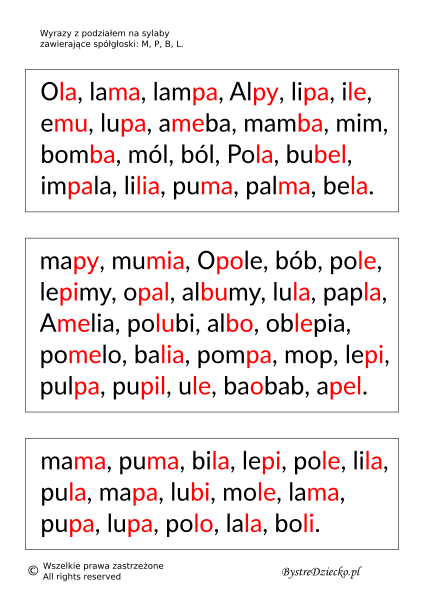 Wyrazy z podziałem na sylaby
zawierające spółgłoski: M, P, B, L.
Ola, lama, lampa, Alpy, lipa, ile,
emu, lupa, ameba, mamba, mim,
bomba, mól, ból, Pola, bubel,
impala, lilia, puma, palma, bela.
mapy, mumia, Opole, bób, pole,
lepimy, opal, albumy, lula, papla,
Amelia, polubi, albo, oblepia,
pomelo, balia, pompa, mop, lepi,
pulpa, pupil, ule, baobab, apel.
mama, puma, bila, lepi, pole, lila,
pula, mapa, lubi, mole, lama,
pupa, lupa, polo, lala, boli.
© Wszelkie prawa zastrzeżone
All rights reserved
BystreDziecko.pl